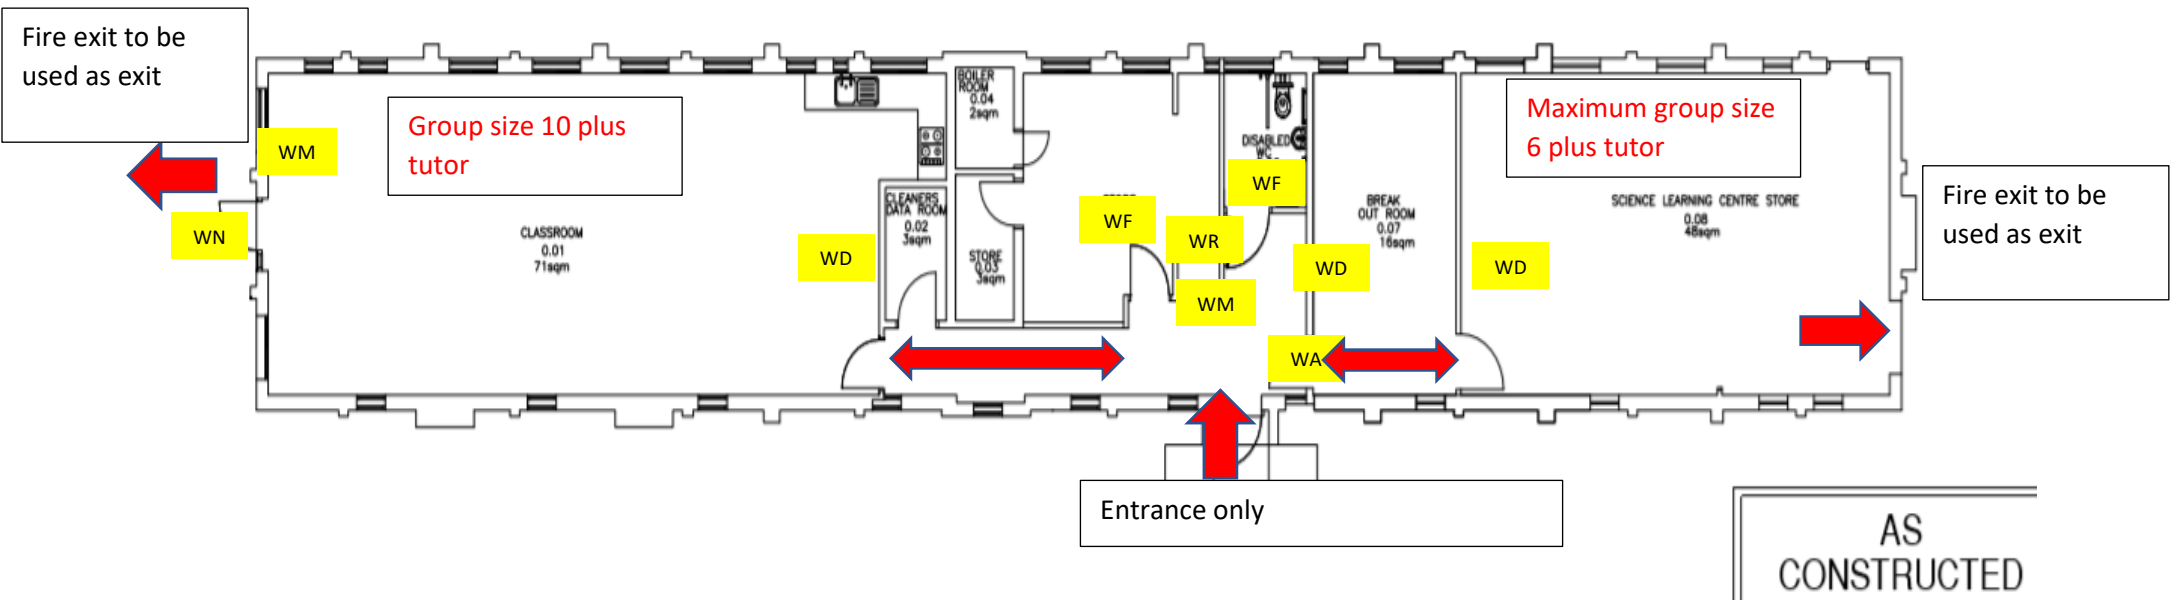 Fire exit to be
used as exit
WM
WN
Group size 10 plus
tutor
CLASSROOM
0.01
71sqm
WD
BOILER
ROOM
0.04
2sqm
CLEANERS
DATA ROOM
0.02
3sqm
STORE
0.03
3sqm
WF
WR
WM
DISABLED
WC
WF
WD
WA
BREAK
OUT ROOM
0.07
16sqm
Maximum group size
6 plus tutor
SCIENCE LEARNING CENTRE STORE
0.08
48sqm
WD
Fire exit to be
used as exit
Entrance only
AS
CONSTRUCTED